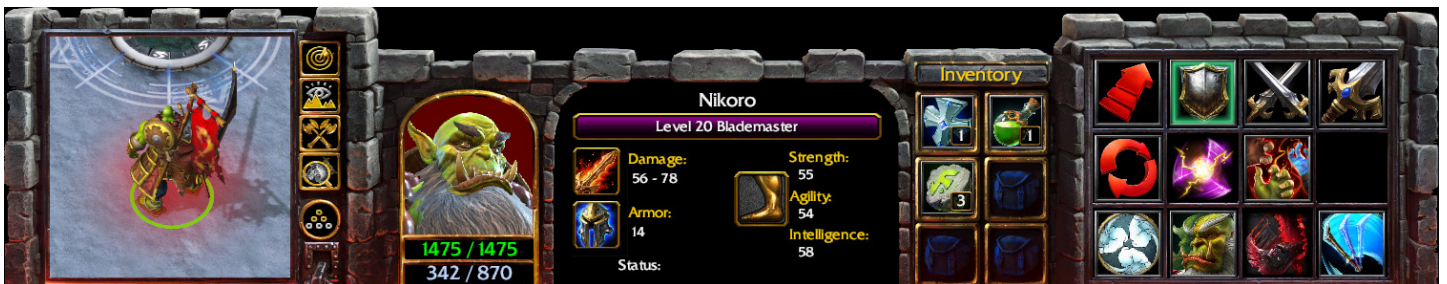 Nikoro
Level 20 Blademaster
Damage:
56 - 78
Armor:
14
Status:
Strength:
55
Agility:
54
Intelligence:
58
1475 / 1475
342 / 870
Inventory
1
1
3